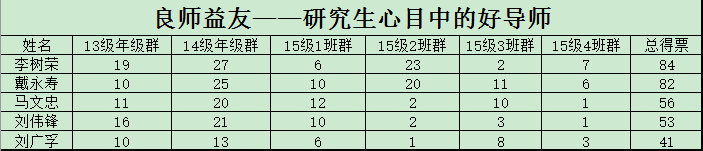 良师益友——研究生心目中的好导师
姓名 13级年级群 14级年级群 15级1班群 15级2班群 15级3班群 15级4班群 总得票
李树荣 19 27 6 23 2 7 84
戴永寿 10 25 10 20 11 6 82
马文忠 11 20 12 2 10 1 56
刘伟锋 16 21 10 2 3 1 53
刘广孚 10 13 6 1 8 3 41